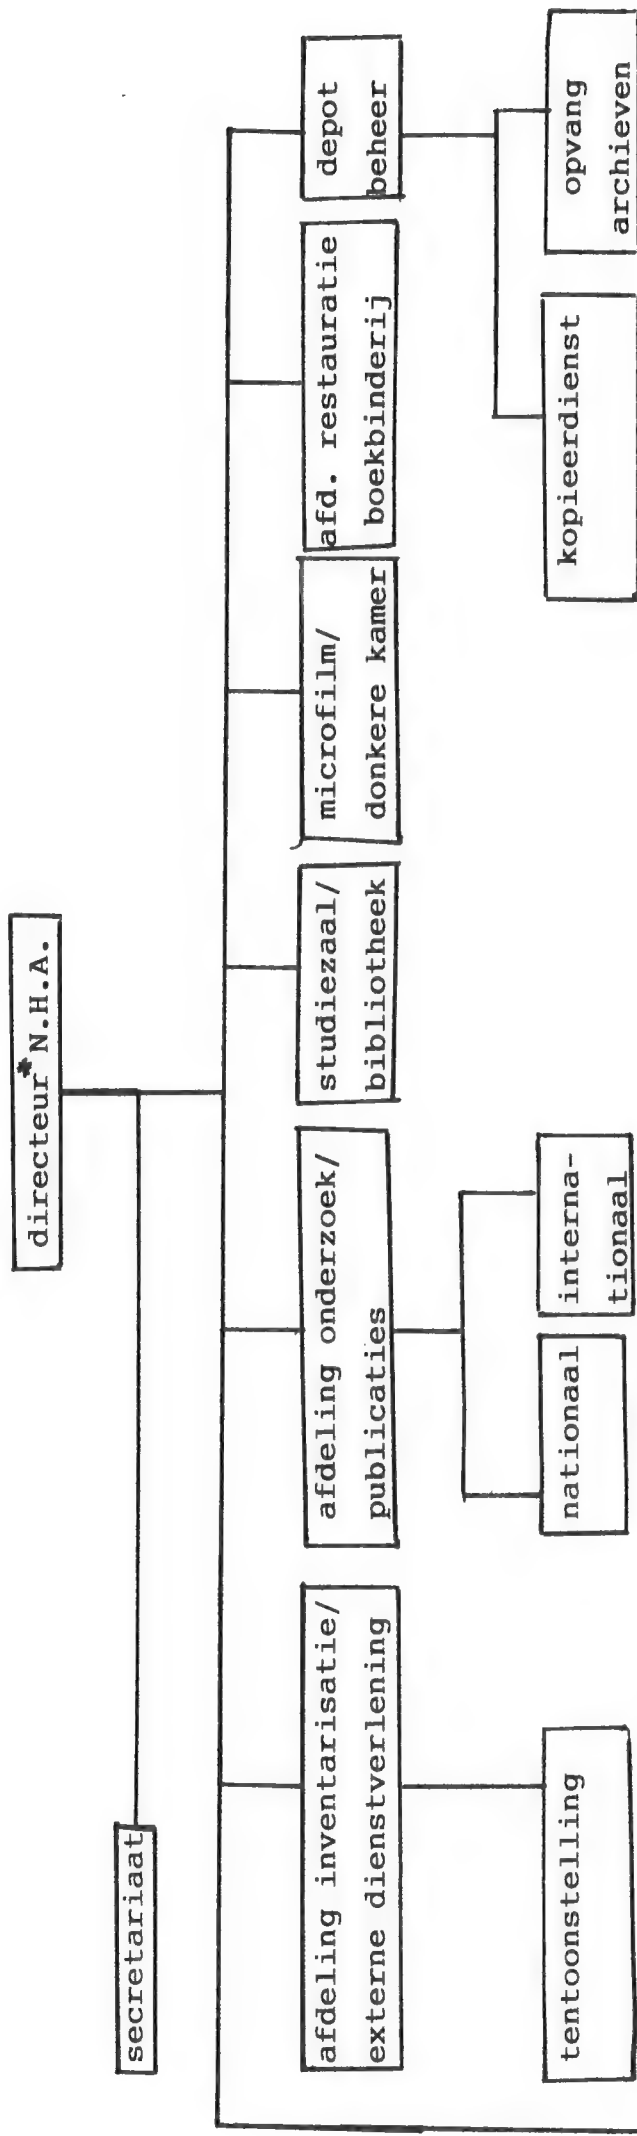 directeur* N.H.A.
secretariaat
afdeling inventarisatie/
externe dienstverlening
afdeling onderzoek/
publicaties
studiezaal/
bibliotheek
microfilm/
donkere kamer
afd. restauratie
boekbinderij
depot
beheer
tentoonstelling
nationaal
interna-
tionaal
kopieerdienst
opvang
archieven